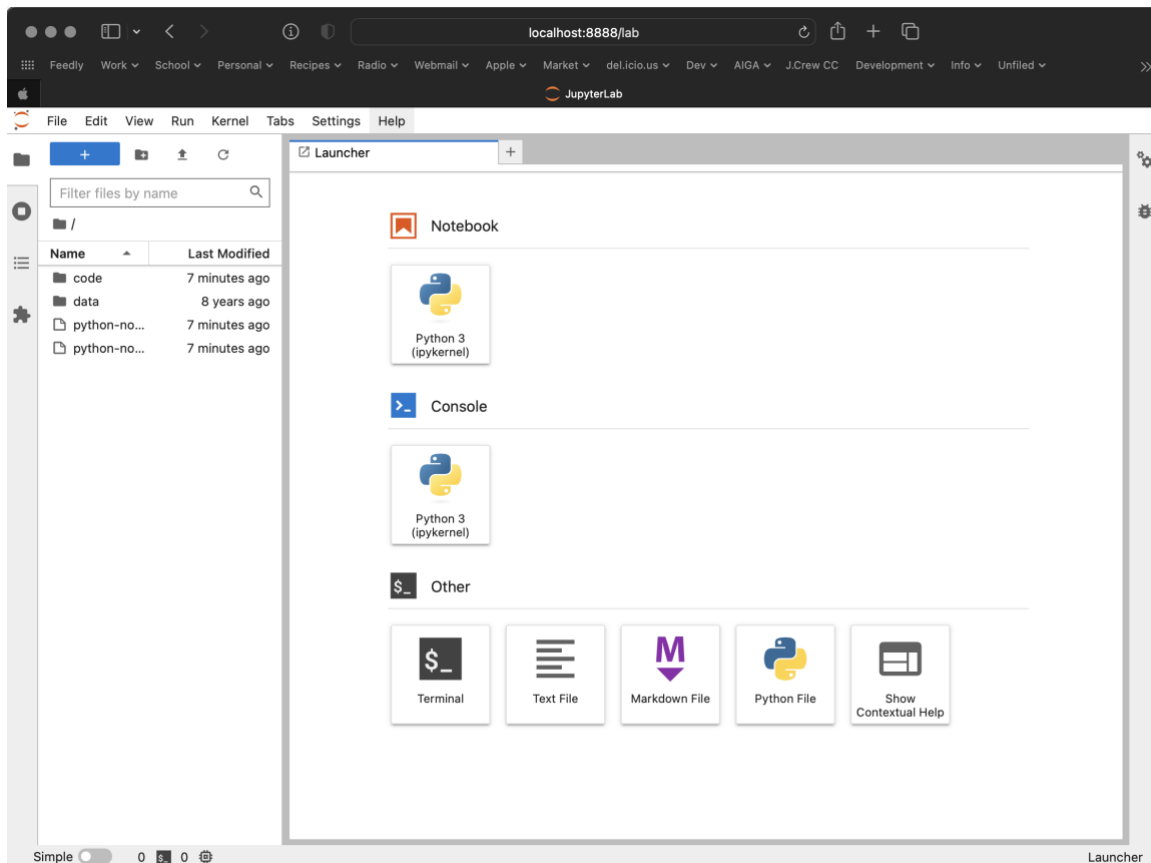 localhost:8888/lab
Feedly Work School Personal Recipes Radio Webmail Apple Market del.icio.us Dev AIGA J.Crew CC Development Info Unfiled
JupyterLab
File Edit View Run Kernel Tabs Settings Help
+
Launcher
+
Filter files by name
/
Name Last Modified
code 7 minutes ago
data 8 years ago
python-no... 7 minutes ago
python-no... 7 minutes ago
Notebook
Python 3
(ipykernel)
>_ Console
Python 3
(ipykernel)
$_ Other
$_
Terminal
Text File
M
Markdown File
Python File
Show
Contextual Help
Simple 0 $_ 0 Launcher